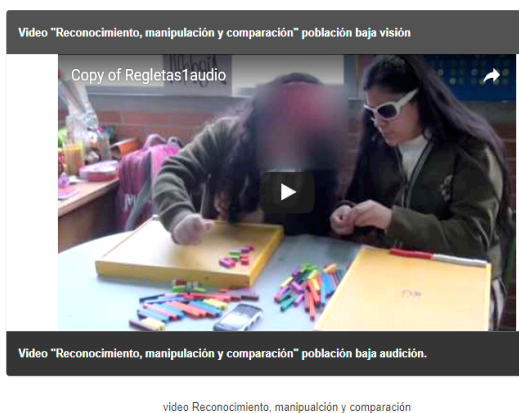 Video "Reconocimiento, manipulación y comparación" población baja visión
Copy of Regletas1audio
Video "Reconocimiento, manipulación y comparación" población baja audición.
video Reconocimiento, manipualción y comparación